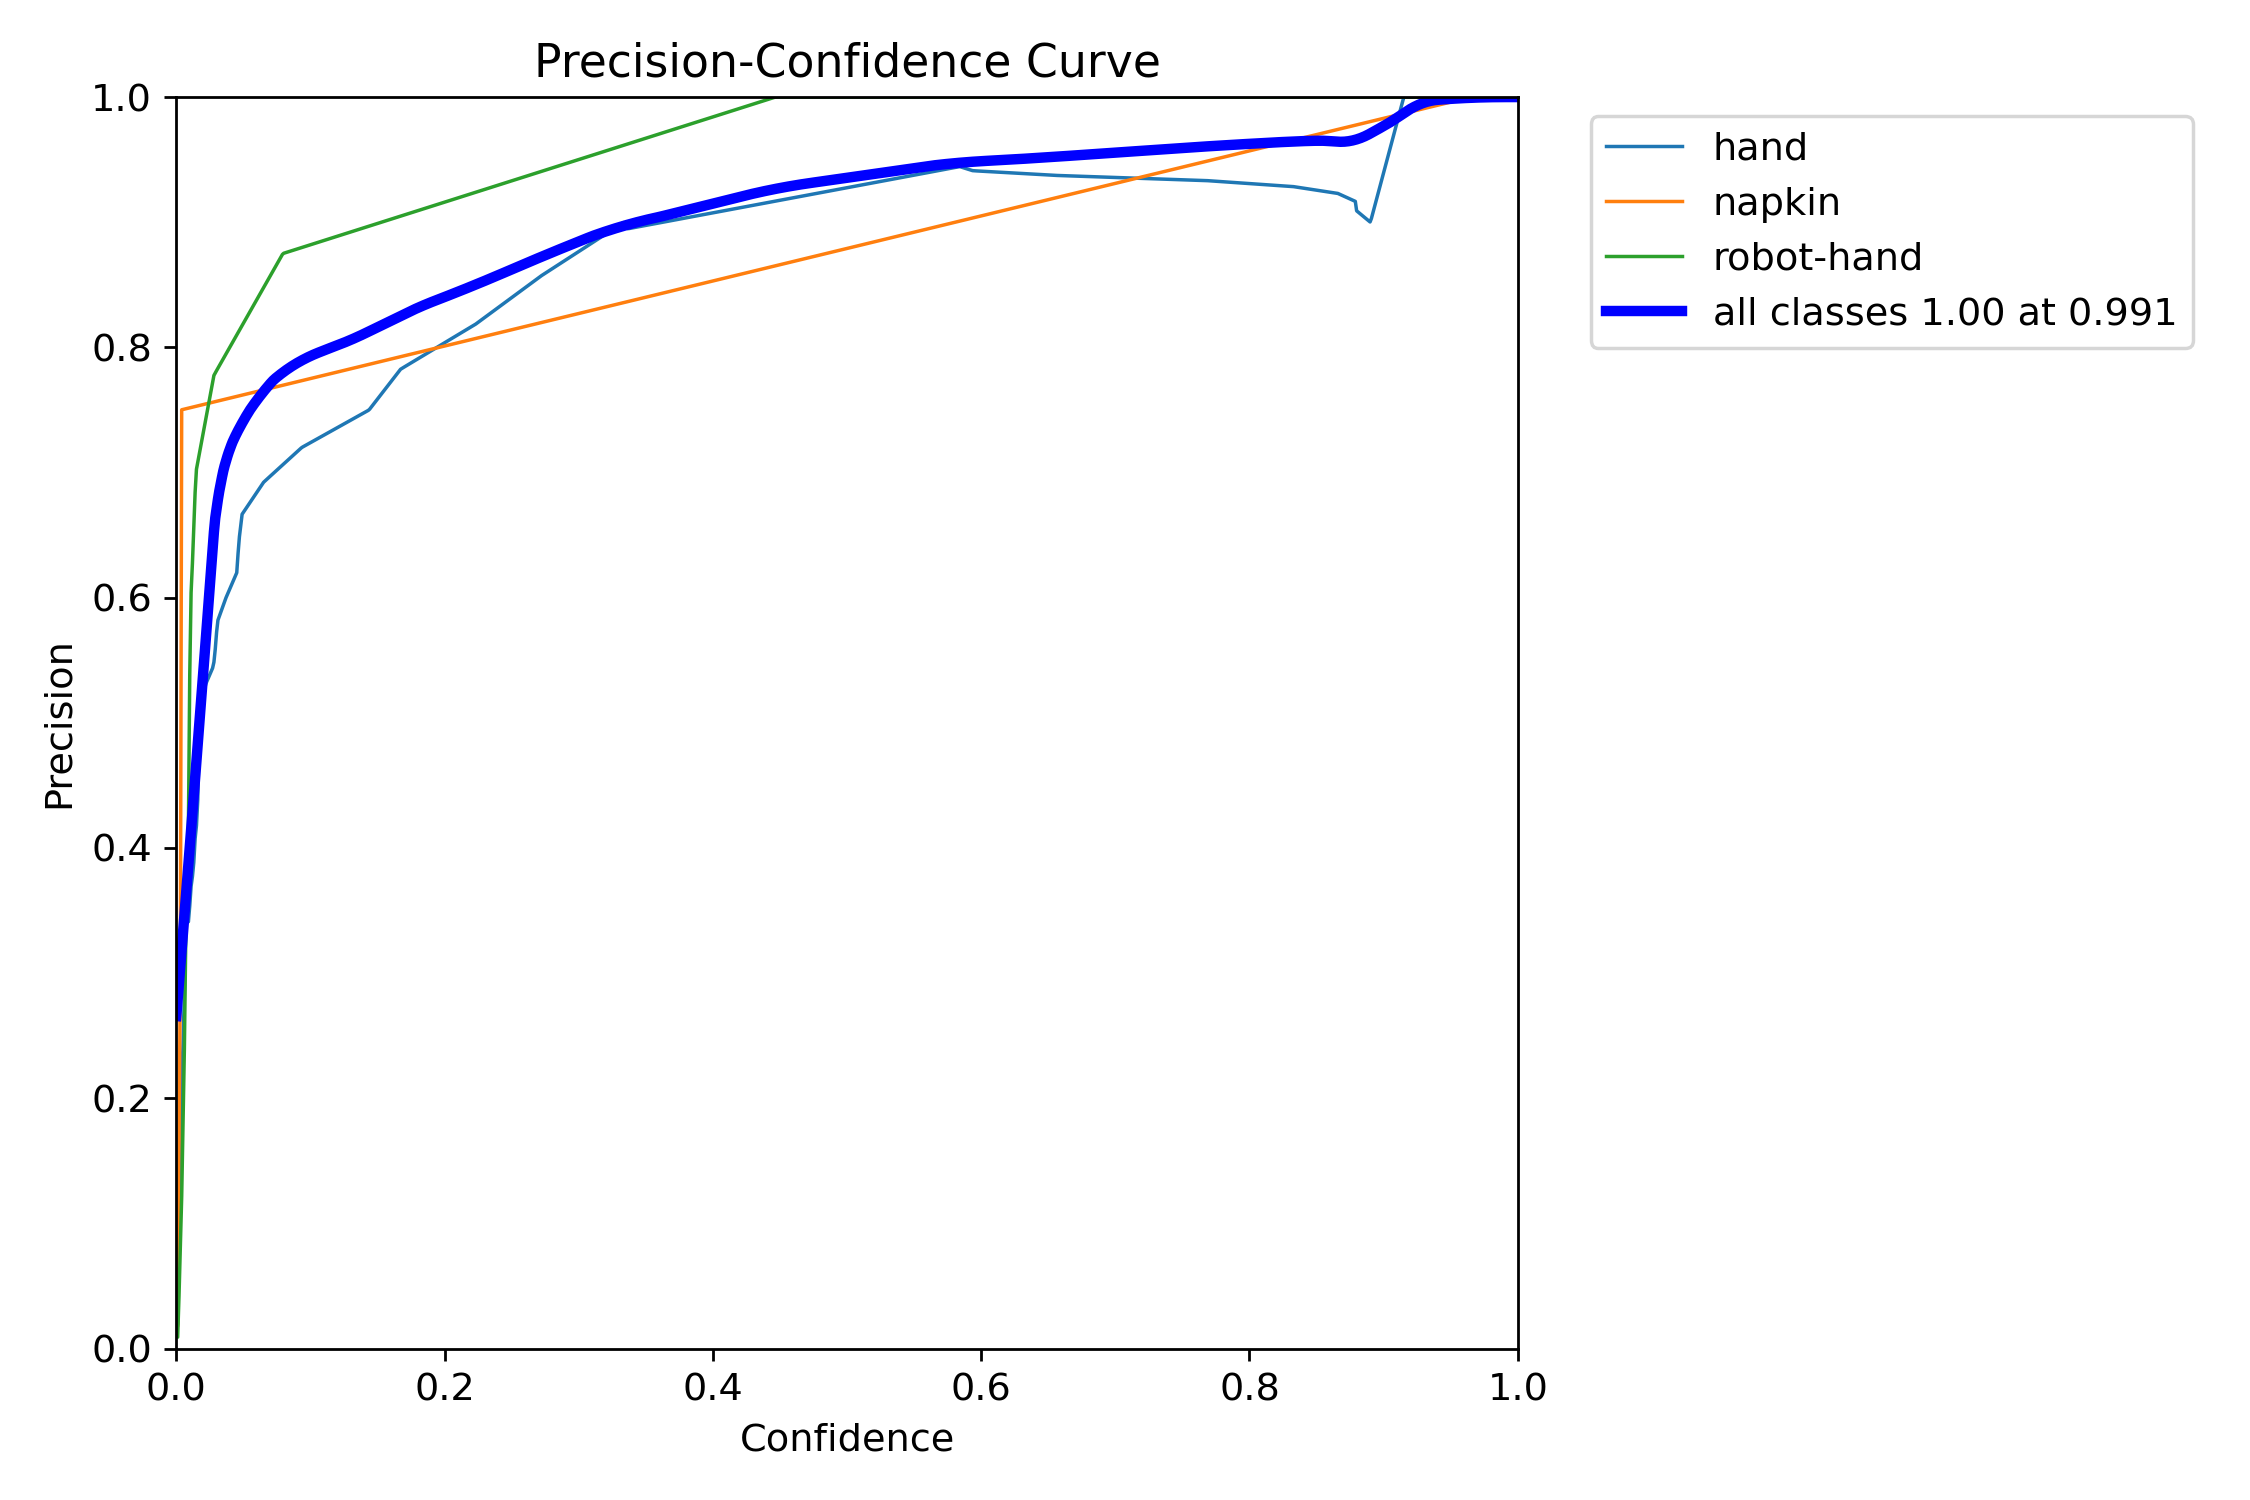 Precision-Confidence Curve
1.0
0.8
0.6
0.4
0.2
0.0
Precision
0.0 0.2 0.4 0.6 0.8 1.0
Confidence
hand
napkin
robot-hand
all classes 1.00 at 0.991